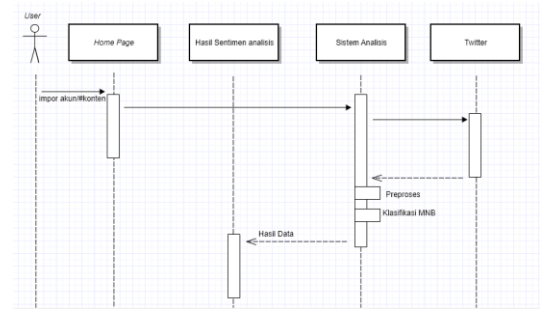 User
Home Page
Hasil Sentimen analisis
Sistem Analisis
Twitter
impor akun/#konten
Preproses
Klasifikasi MNB
Hasil Data